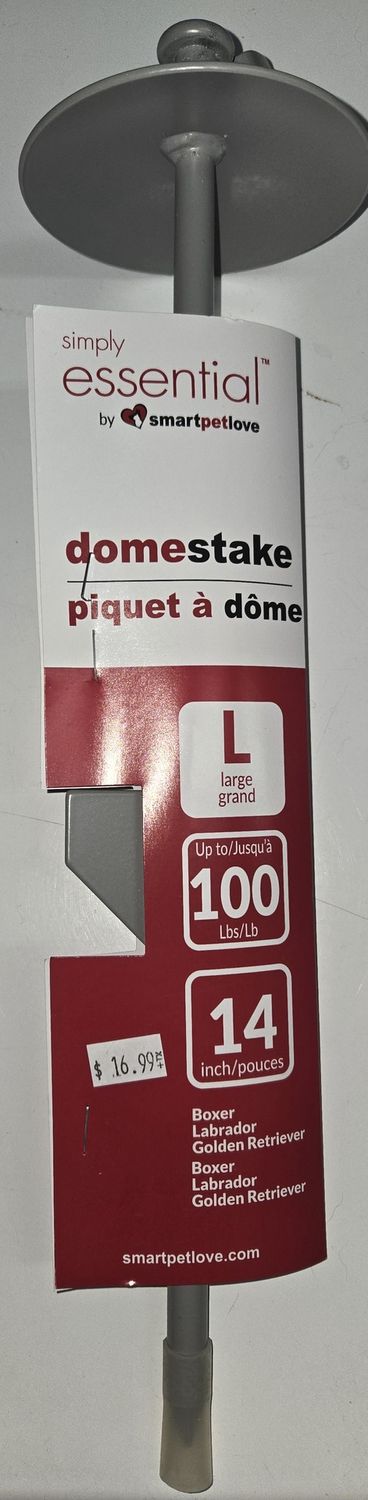 simply
essential™
by smartpetlove
domestake
piquet à dôme
L
large
grand
Up to/Jusqu'à
100
Lbs/Lb
14
inch/pouces
$ 16.99
Boxer
Labrador
Golden Retriever
Boxer
Labrador
Golden Retriever
smartpetlove.com